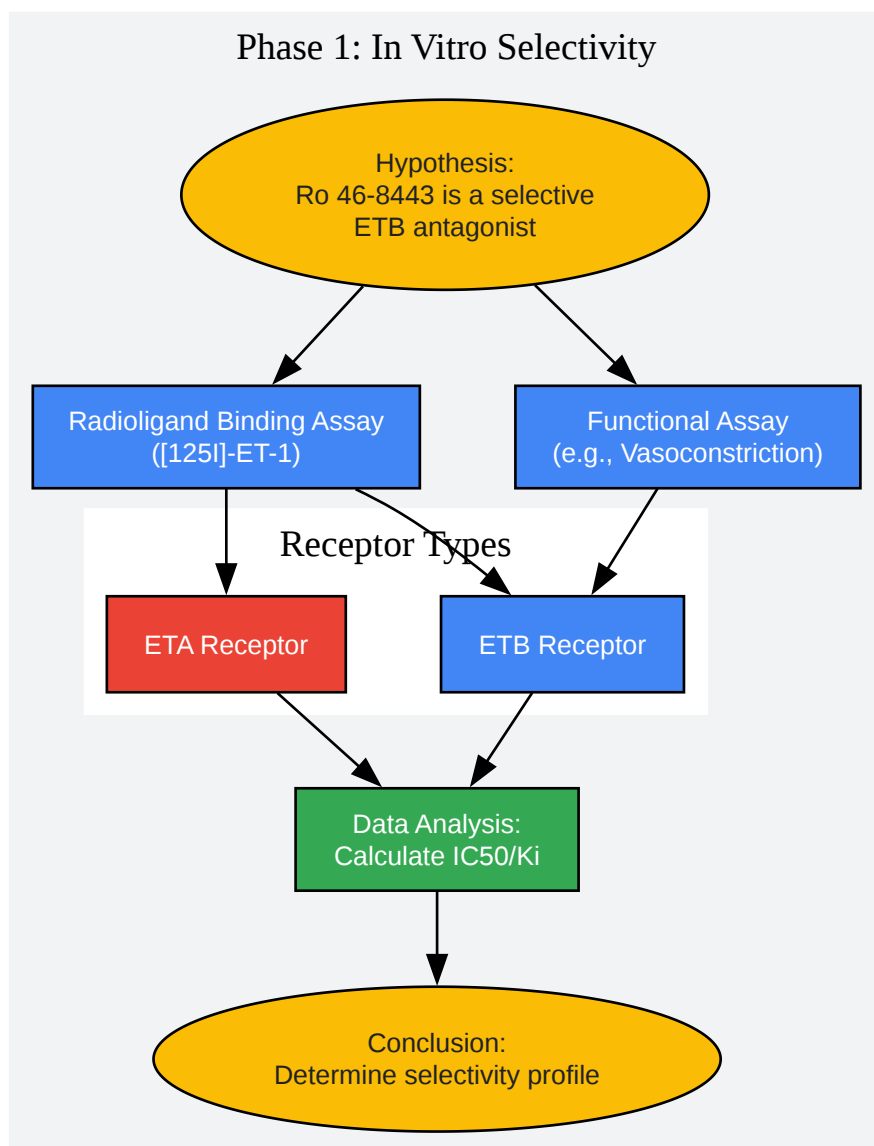 Phase 1: In Vitro Selectivity
Hypothesis:
Ro 46-8443 is a selective
ETB antagonist
Radioligand Binding Assay
([125I]-ET-1)
Functional Assay
(e.g., Vasoconstriction)
Receptor Types
ETA Receptor
ETB Receptor
Data Analysis:
Calculate IC50/Ki
Conclusion:
Determine selectivity profile